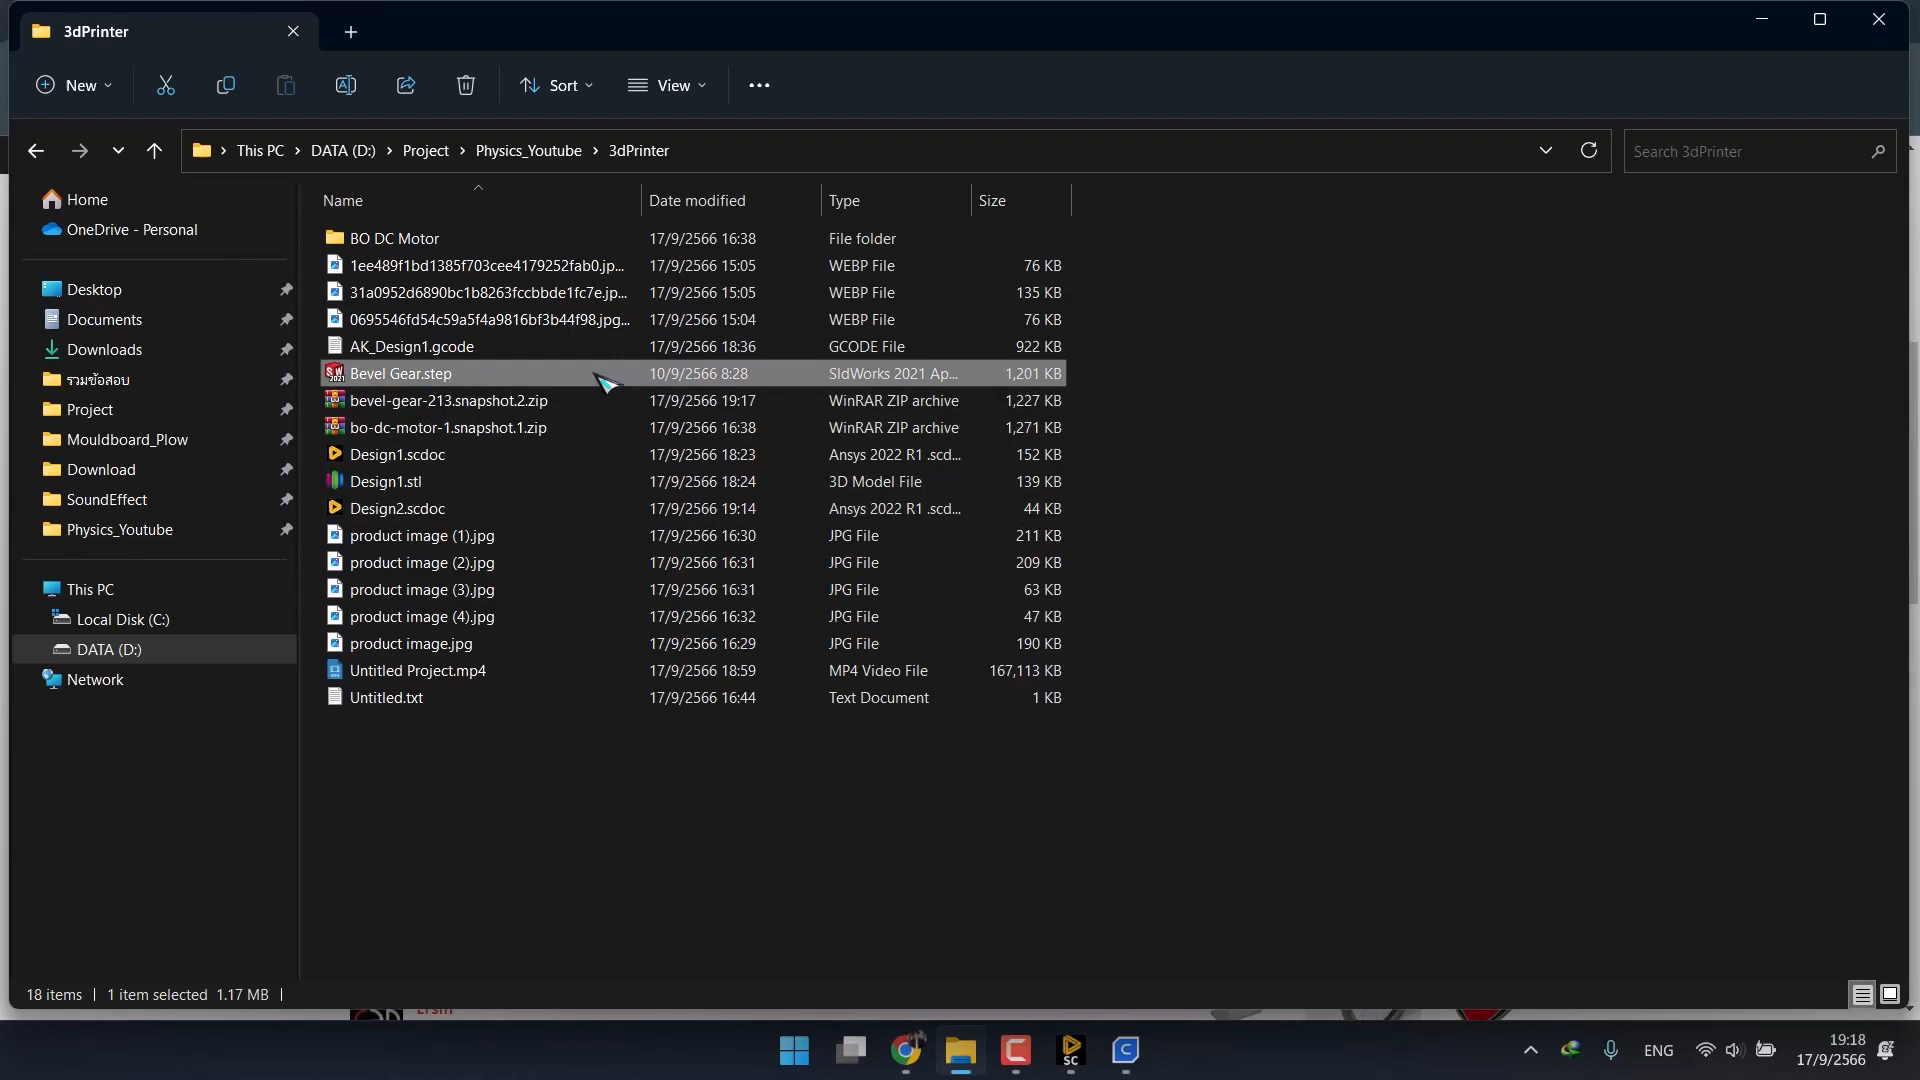 3dPrinter
New
Sort
View
This PC
DATA (D:)
Project
Physics_Youtube
3dPrinter
Search 3dPrinter
Home
OneDrive - Personal
Desktop
Documents
Downloads
รวมข้อสอบ
Project
Mouldboard_Plow
Download
SoundEffect
Physics_Youtube
This PC
Local Disk (C:)
DATA (D:)
Network
Name Date modified Type Size
BO DC Motor 17/9/2566 16:38 File folder
1ee489f1bd1385f703cee4179252fab0.jp... 17/9/2566 15:05 WEBP File 76 KB
31a0952d6890bc1b8263fccbbde1fc7e.jp... 17/9/2566 15:05 WEBP File 135 KB
0695546fd54c59a5f4a9816bf3b44f98.jpg... 17/9/2566 15:04 WEBP File 76 KB
AK_Design1.gcode 17/9/2566 18:36 GCODE File 922 KB
Bevel Gear.step 10/9/2566 8:28 SldWorks 2021 Ap... 1,201 KB
bevel-gear-213.snapshot.2.zip 17/9/2566 19:17 WinRAR ZIP archive 1,227 KB
bo-dc-motor-1.snapshot.1.zip 17/9/2566 16:38 WinRAR ZIP archive 1,271 KB
Design1.scdoc 17/9/2566 18:23 Ansys 2022 R1 .scd... 152 KB
Design1.stl 17/9/2566 18:24 3D Model File 139 KB
Design2.scdoc 17/9/2566 19:14 Ansys 2022 R1 .scd... 44 KB
product image (1).jpg 17/9/2566 16:30 JPG File 211 KB
product image (2).jpg 17/9/2566 16:31 JPG File 209 KB
product image (3).jpg 17/9/2566 16:31 JPG File 63 KB
product image (4).jpg 17/9/2566 16:32 JPG File 47 KB
product image.jpg 17/9/2566 16:29 JPG File 190 KB
Untitled Project.mp4 17/9/2566 18:59 MP4 Video File 167,113 KB
Untitled.txt 17/9/2566 16:44 Text Document 1 KB
18 items 1 item selected 1.17 MB
SC
ENG
19:18
17/9/2566